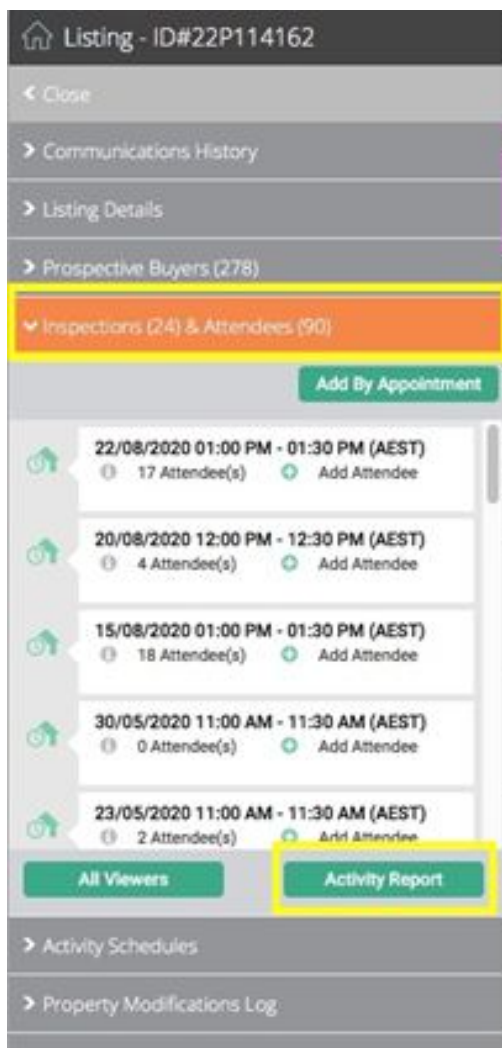 Listing - ID#22P114162
Close
Communications History
Listing Details
Prospective Buyers (278)
Inspections (24) & Attendees (90)
Add By Appointment
22/08/2020 01:00 PM - 01:30 PM (AEST)
17 Attendee(s) Add Attendee
20/08/2020 12:00 PM - 12:30 PM (AEST)
4 Attendee(s) Add Attendee
15/08/2020 01:00 PM - 01:30 PM (AEST)
18 Attendee(s) Add Attendee
30/05/2020 11:00 AM - 11:30 AM (AEST)
0 Attendee(s) Add Attendee
23/05/2020 11:00 AM - 11:30 AM (AEST)
2 Attendee(s) Add Attendee
All Viewers Activity Report
Activity Schedules
Property Modifications Log